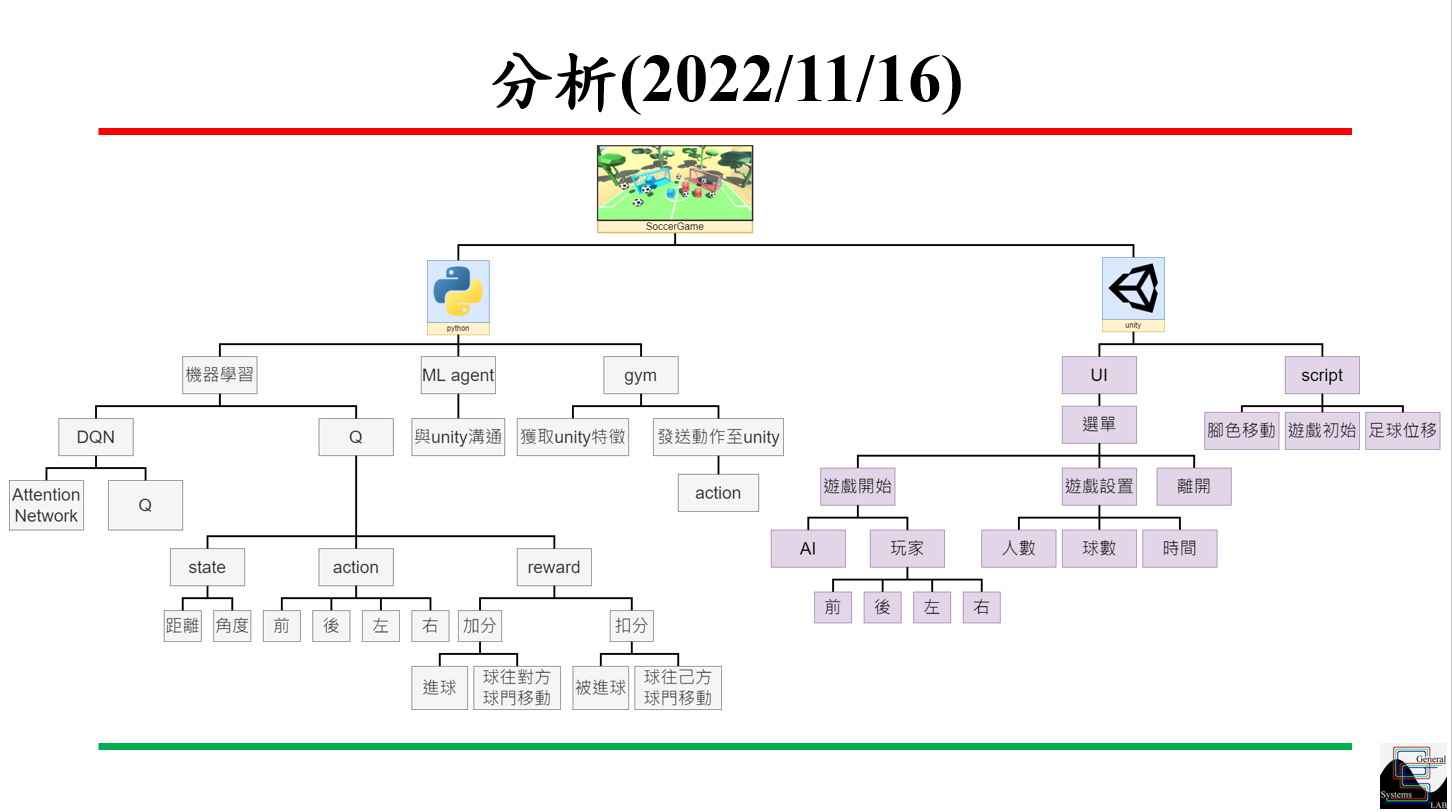 分析(2022/11/16)
SoccerGame
python
unity
機器學習
ML agent
gym
UI
script
DQN
Q
與unity溝通
獲取unity特徵
發送動作至unity
選單
腳色移動
遊戲初始
足球位移
Attention
Network
Q
action
遊戲開始
遊戲設置
離開
state
action
reward
AI
玩家
人數
球數
時間
距離
角度
前
後
左
右
加分
扣分
前
後
左
右
進球
球往對方
球門移動
被進球
球往己方
球門移動
General
Systems
LAB